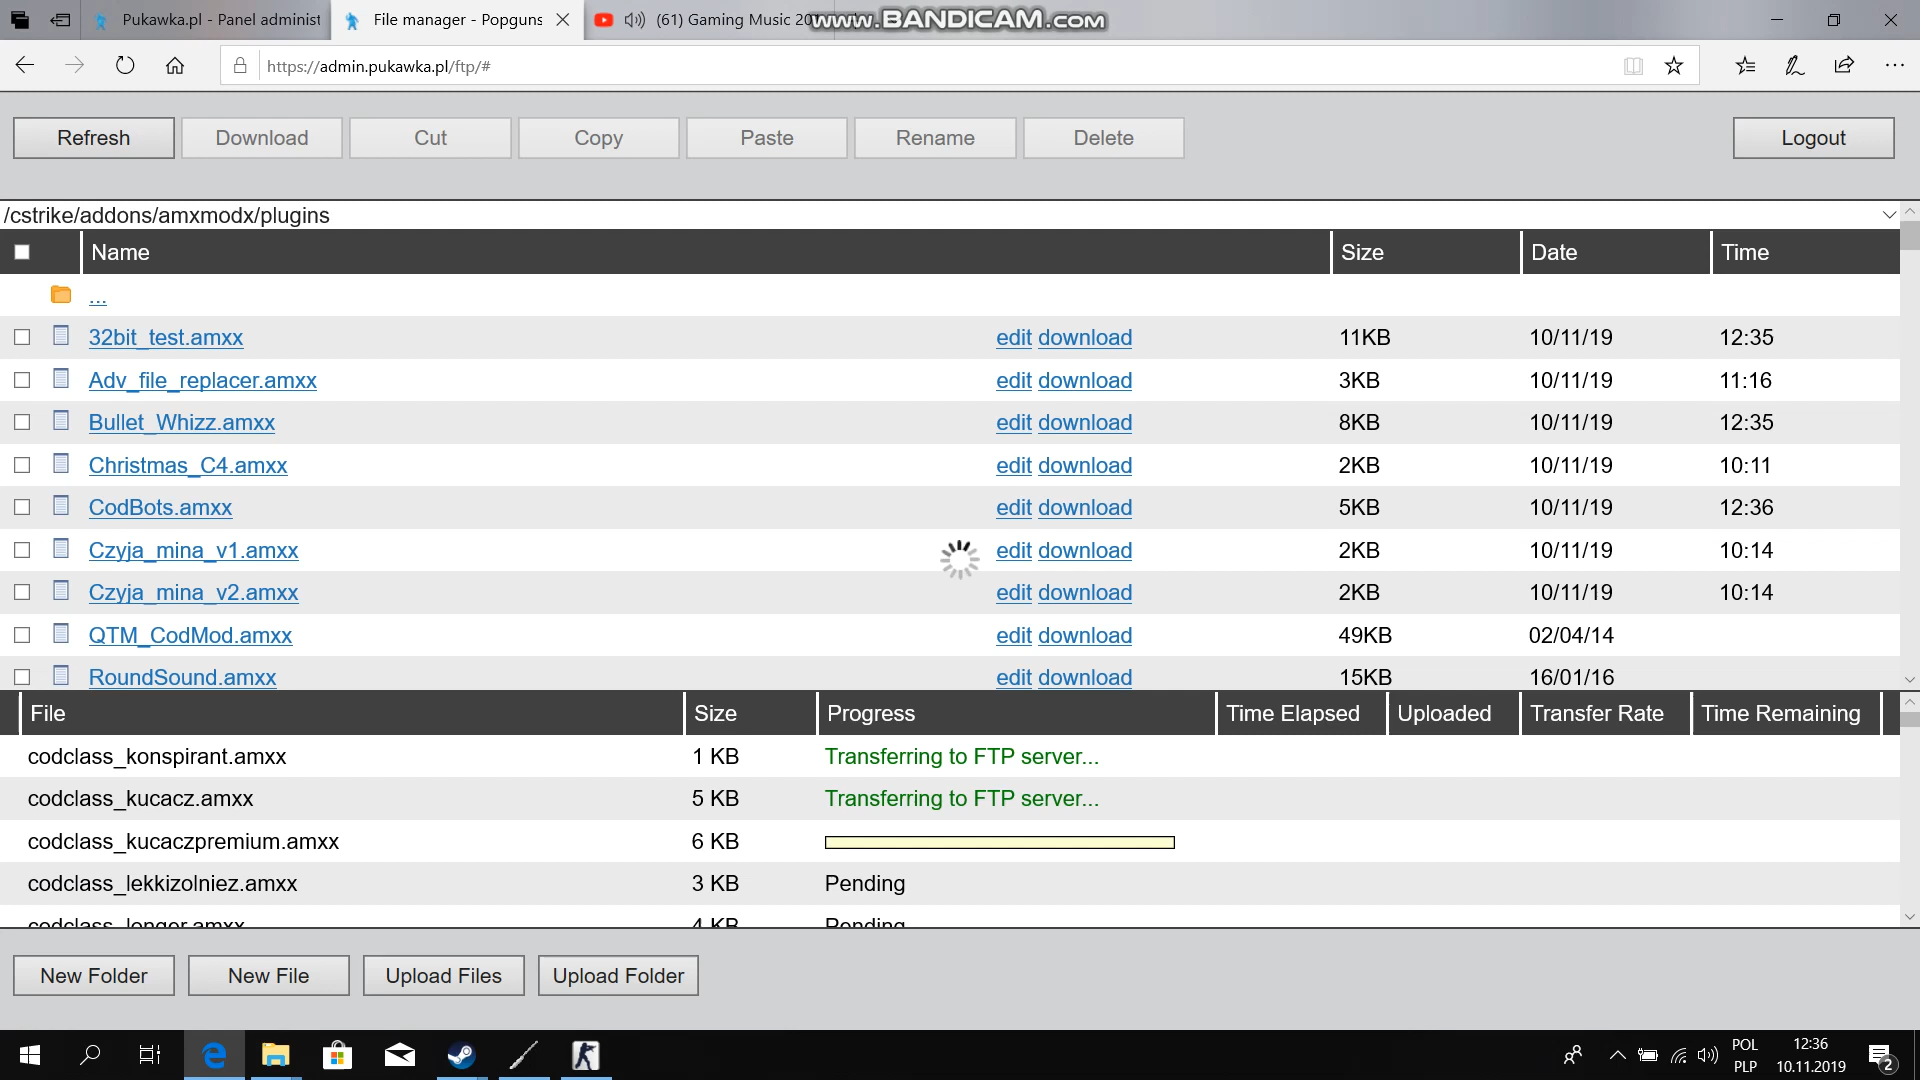 Pukawka.pl - Panel administ
File manager - Popguns
(61) Gaming Music 20
www.BANDICAM.com
https://admin.pukawka.pl/ftp/#
Refresh
Download
Cut
Copy
Paste
Rename
Delete
Logout
/cstrike/addons/amxmodx/plugins
Name Size Date Time
...
32bit_test.amxx edit download 11KB 10/11/19 12:35
Adv_file_replacer.amxx edit download 3KB 10/11/19 11:16
Bullet_Whizz.amxx edit download 8KB 10/11/19 12:35
Christmas_C4.amxx edit download 2KB 10/11/19 10:11
CodBots.amxx edit download 5KB 10/11/19 12:36
Czyja_mina_v1.amxx edit download 2KB 10/11/19 10:14
Czyja_mina_v2.amxx edit download 2KB 10/11/19 10:14
QTM_CodMod.amxx edit download 49KB 02/04/14
RoundSound.amxx edit download 15KB 16/01/16
File Size Progress Time Elapsed Uploaded Transfer Rate Time Remaining
codclass_konspirant.amxx 1 KB Transferring to FTP server...
codclass_kucacz.amxx 5 KB Transferring to FTP server...
codclass_kucaczpremium.amxx 6 KB
codclass_lekkizolniez.amxx 3 KB Pending
codclass_longer.amxx 4 KB Pending
New Folder
New File
Upload Files
Upload Folder
POL
PLP
12:36
10.11.2019
2